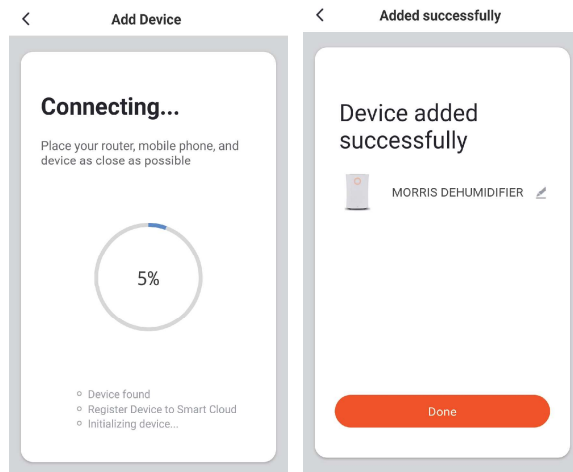 Add Device
Connecting...
Place your router, mobile phone, and
device as close as possible
5%
Device found
Register Device to Smart Cloud
Initializing device...
Added successfully
Device added
successfully
MORRIS DEHUMIDIFIER
Done